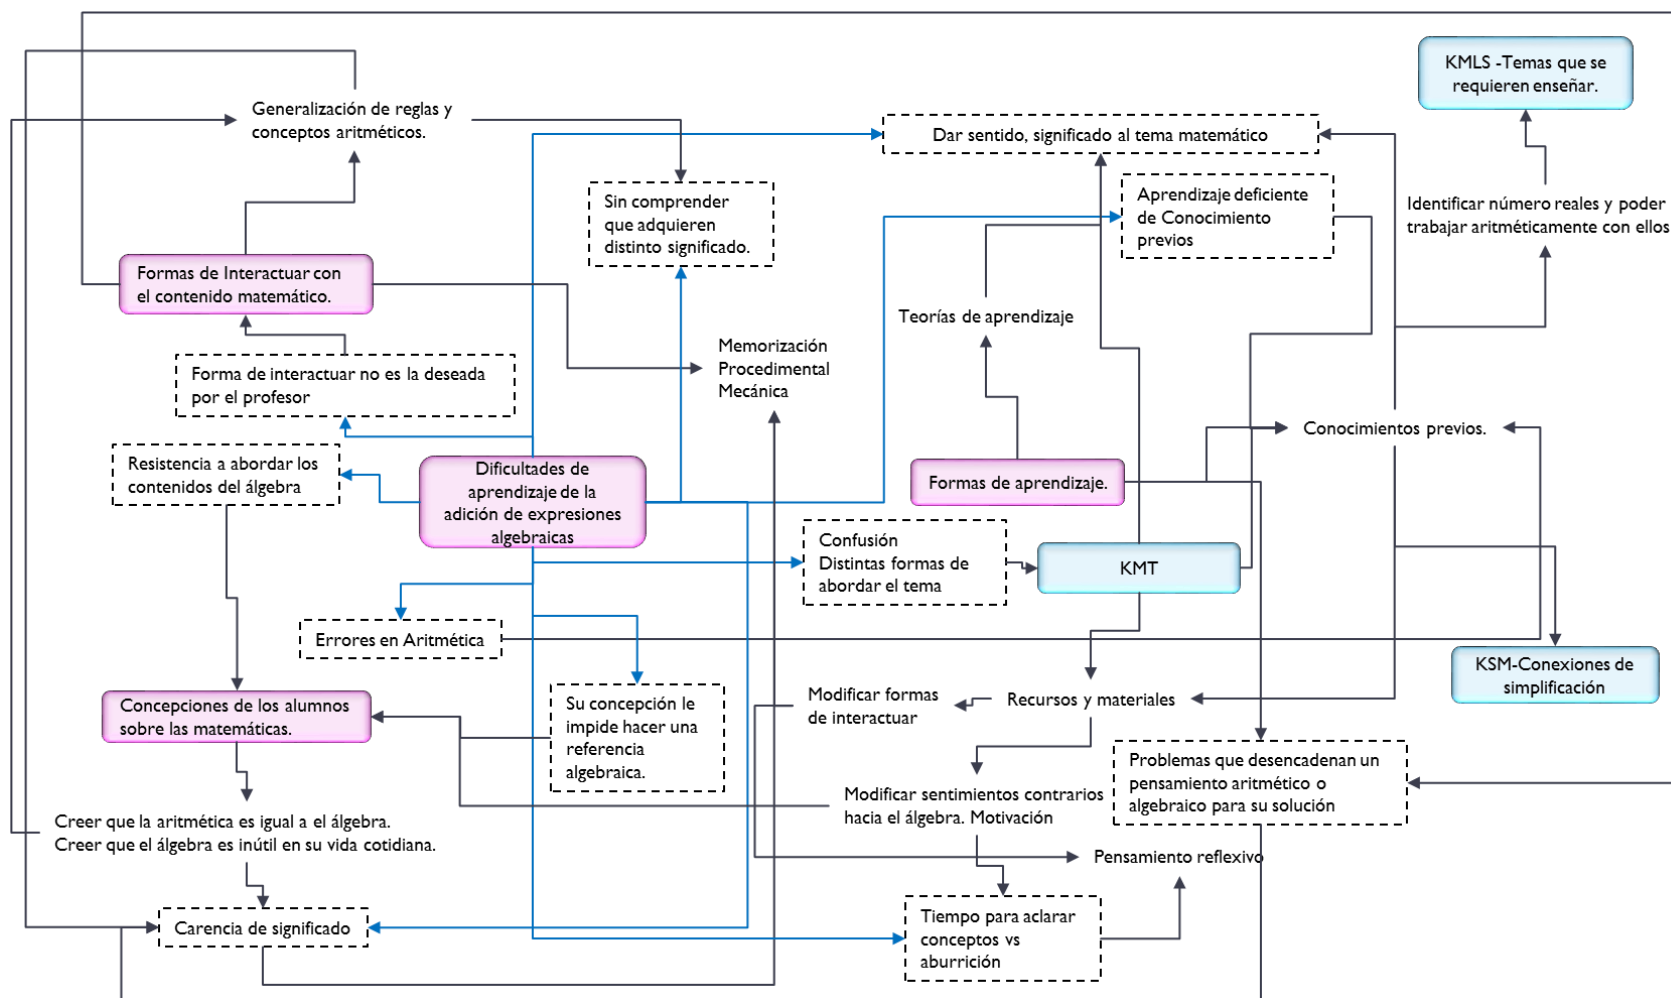 KMLS -Temas que se
requieren enseñar.
Generalización de reglas y
conceptos aritméticos.
Dar sentido, significado al tema matemático
Sin comprender
que adquieren
distinto significado.
Aprendizaje deficiente
de Conocimiento
previos
Identificar número reales y poder
trabajar aritméticamente con ellos
Formas de Interactuar con
el contenido matemático.
Teorías de aprendizaje
Memorización
Procedimental
Mecánica
Forma de interactuar no es la deseada
por el profesor
Conocimientos previos.
Resistencia a abordar los
contenidos del álgebra
Dificultades de
aprendizaje de la
adición de expresiones
algebraicas
Formas de aprendizaje.
Confusión
Distintas formas de
abordar el tema
KMT
Errores en Aritmética
KSM-Conexiones de
simplificación
Concepciones de los alumnos
sobre las matemáticas.
Su concepción le
impide hacer una
referencia
algebraica.
Modificar formas
de interactuar
Recursos y materiales
Problemas que desencadenan un
pensamiento aritmético o
algebraico para su solución
Modificar sentimientos contrarios
hacia el álgebra. Motivación
Creer que la aritmética es igual a el álgebra.
Creer que el álgebra es inútil en su vida cotidiana.
Pensamiento reflexivo
Carencia de significado
Tiempo para aclarar
conceptos vs
aburrición